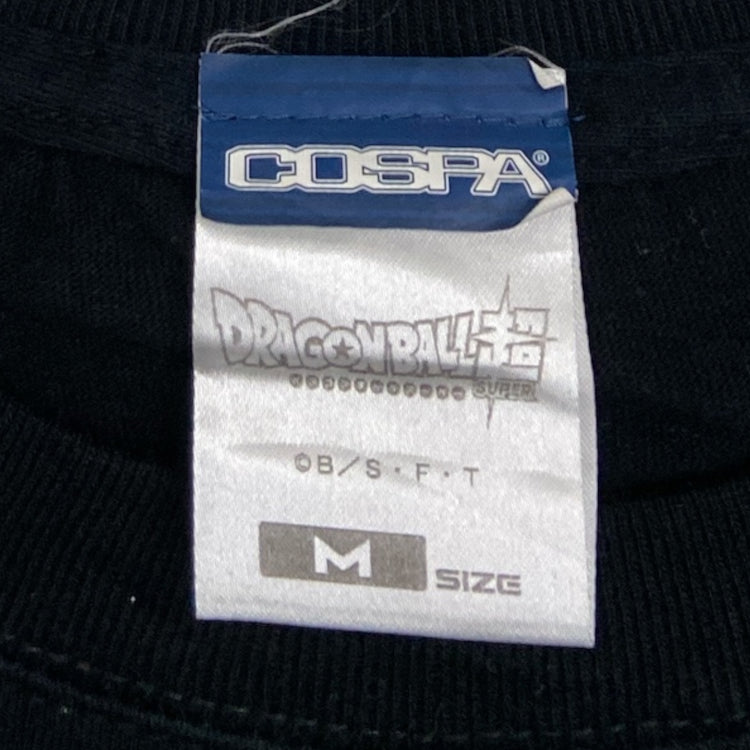 COSPA®
DRAGONBALL超
SUPER
©B/S・F・T
M SIZE